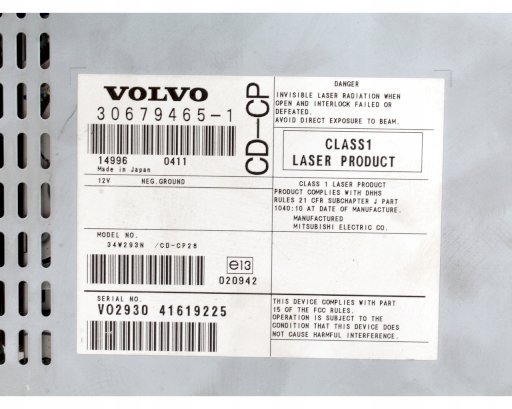 VOLVO
30679465-1
14996 0411
Made in Japan
CD-CP
12V NEG.GROUND
MODEL NO.
34W293N /CD-CP28
e13
020942
SERIAL NO.
VO2930 41619225
DANGER
INVISIBLE LASER RADIATION WHEN
OPEN AND INTERLOCK FAILED OR
DEFEATED.
AVOID DIRECT EXPOSURE TO BEAM.
CLASS1
LASER PRODUCT
CLASS 1 LASER PRODUCT
PRODUCT COMPLIES WITH DHHS
RULES 21 CFR SUBCHAPTER J PART
1040:10 AT DATE OF MANUFACTURE.
MANUFACTURED
MITSUBISHI ELECTRIC CO.
THIS DEVICE COMPLIES WITH PART
15 OF THE FCC RULES.
OPERATION IS SUBJECT TO THE
CONDITION THAT THIS DEVICE DOES
NOT CAUSE HARMFUL INTERFERENCE.